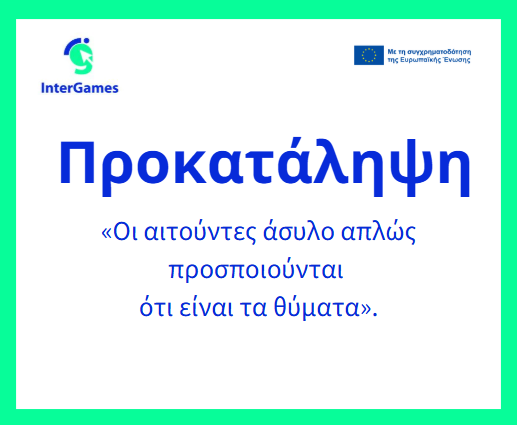 InterGames
Με τη συγχρηματοδότηση
της Ευρωπαϊκής Ένωσης
Προκατάληψη
«Οι αιτούντες άσυλο απλώς
προσποιούνται
ότι είναι τα θύματα».